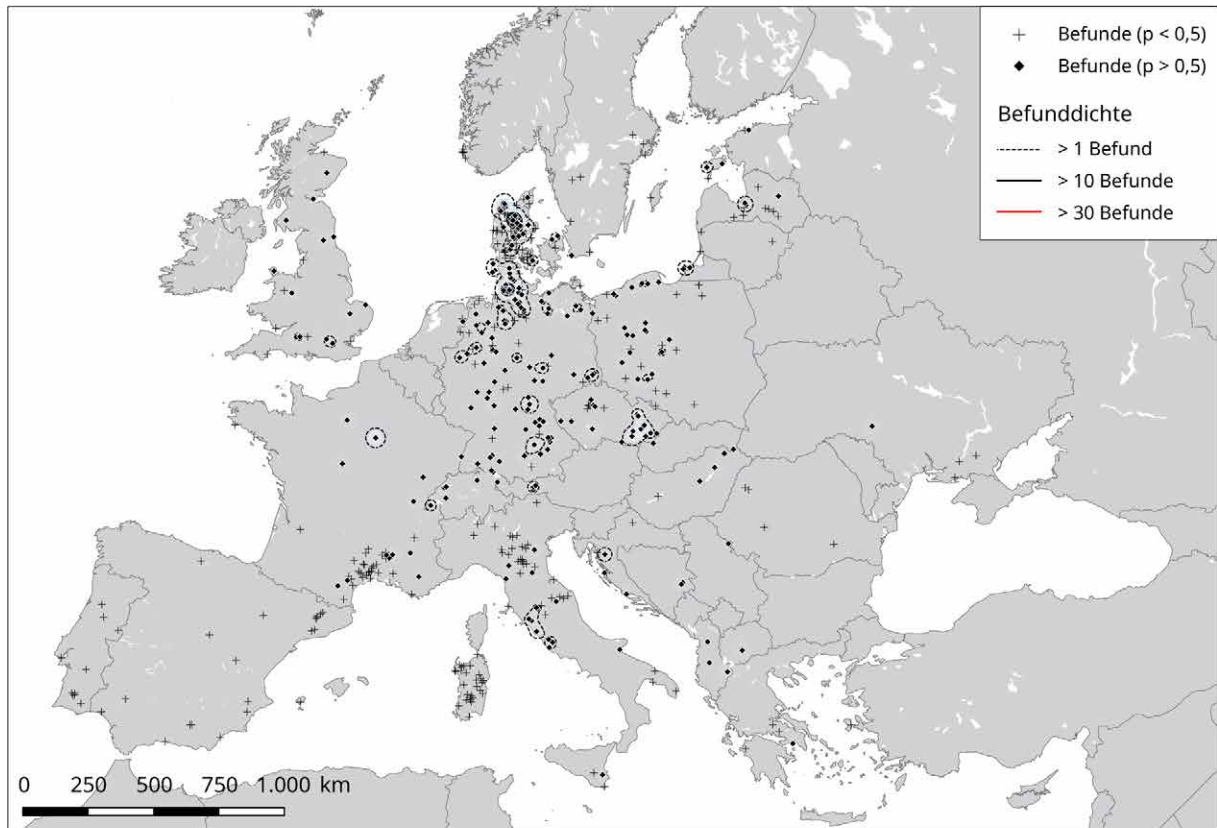 Befunde (p < 0,5)
Befunde (p > 0,5)
Befunddichte
> 1 Befund
> 10 Befunde
> 30 Befunde
0 250 500 750 1.000 km